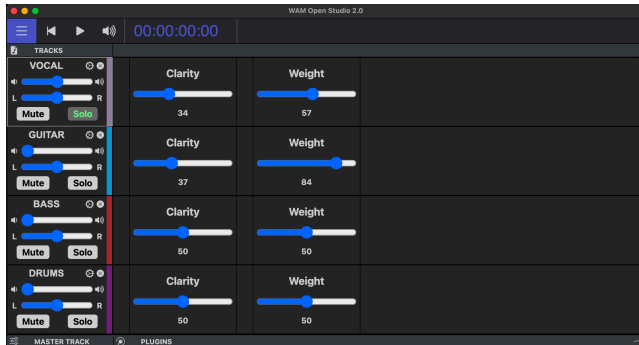 WAM Open Studio 2.0
00:00:00:00
TRACKS
VOCAL
L R
Mute Solo
Clarity Weight
34 57
GUITAR
L R
Mute Solo
Clarity Weight
37 84
BASS
L R
Mute Solo
Clarity Weight
50 50
DRUMS
L R
Mute Solo
Clarity Weight
50 50
MASTER TRACK PLUGINS